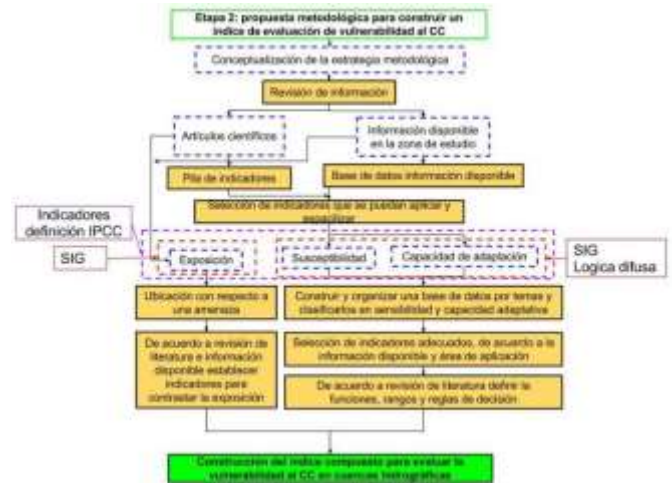 Etapa 2: propuesta metodológica para construir un
índice de evaluación de vulnerabilidad al CC
Conceptualización de la estrategia metodológica
Revisión de información
Artículos científicos
Información disponible
en la zona de estudio
Pila de indicadores
Base de datos información disponible
Selección de indicadores que se puedan aplicar y
espacilizar
Indicadores
definición IPCC
SIG
Exposición
Susceptibilidad
Capacidad de adaptación
SIG
Logica difusa
Ubicación con respecto a
una amenaza
Construir y organizar una base de datos por temas y
clasificarlos en sensibilidad y capacidad adaptativa
De acuerdo a revisión de
literatura e información
disponible establecer
indicadores para
contrastar la exposición
Selección de indicadores adecuados, de acuerdo a la
información disponible y área de aplicación
De acuerdo a revisión de literatura definir la
funciones, rangos y reglas de decisión
Construcción del índice compuesto para evaluar la
vulnerabilidad al CC en cuencas hidrográficas